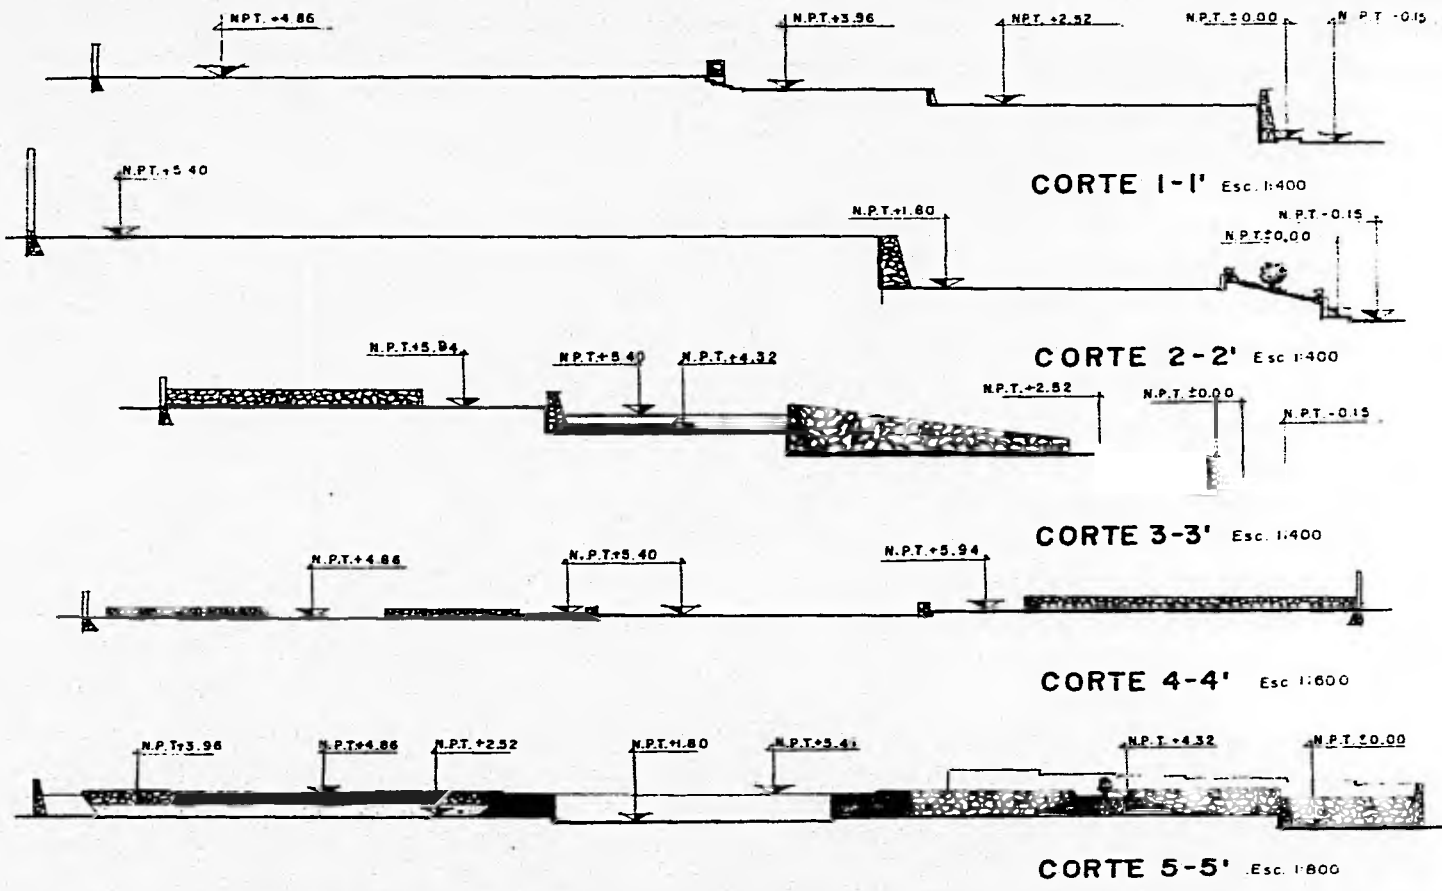 NPT. +4.86
N.P.T.+3.96
NPT. +2.52
N.P.T. ±0.00
N.P.T -0.15
CORTE 1-1' Esc. 1:400
N.PT.+5.40
N.P.T.+1.80
N.P.T.-0.15
N.P.T.±0.00
CORTE 2-2' Esc 1:400
N.P.T.+5.94
N.P.T.+5.40
N.P.T.+4.32
N.P.T.+2.52
N.P.T. ±0.00
N.P.T.-0.15
CORTE 3-3' Esc. 1:400
N.P.T.+4.86
N.P.T.+5.40
N.P.T.+5.94
CORTE 4-4' Esc 1:600
N.P.T+3.96
N.P.T.+4.86
N.P.T. +2.52
N.P.T.+1.80
N.P.T.+5.41
N.P.T. +4.32
N.P.T. ±0.00
CORTE 5-5' .Esc. 1:800